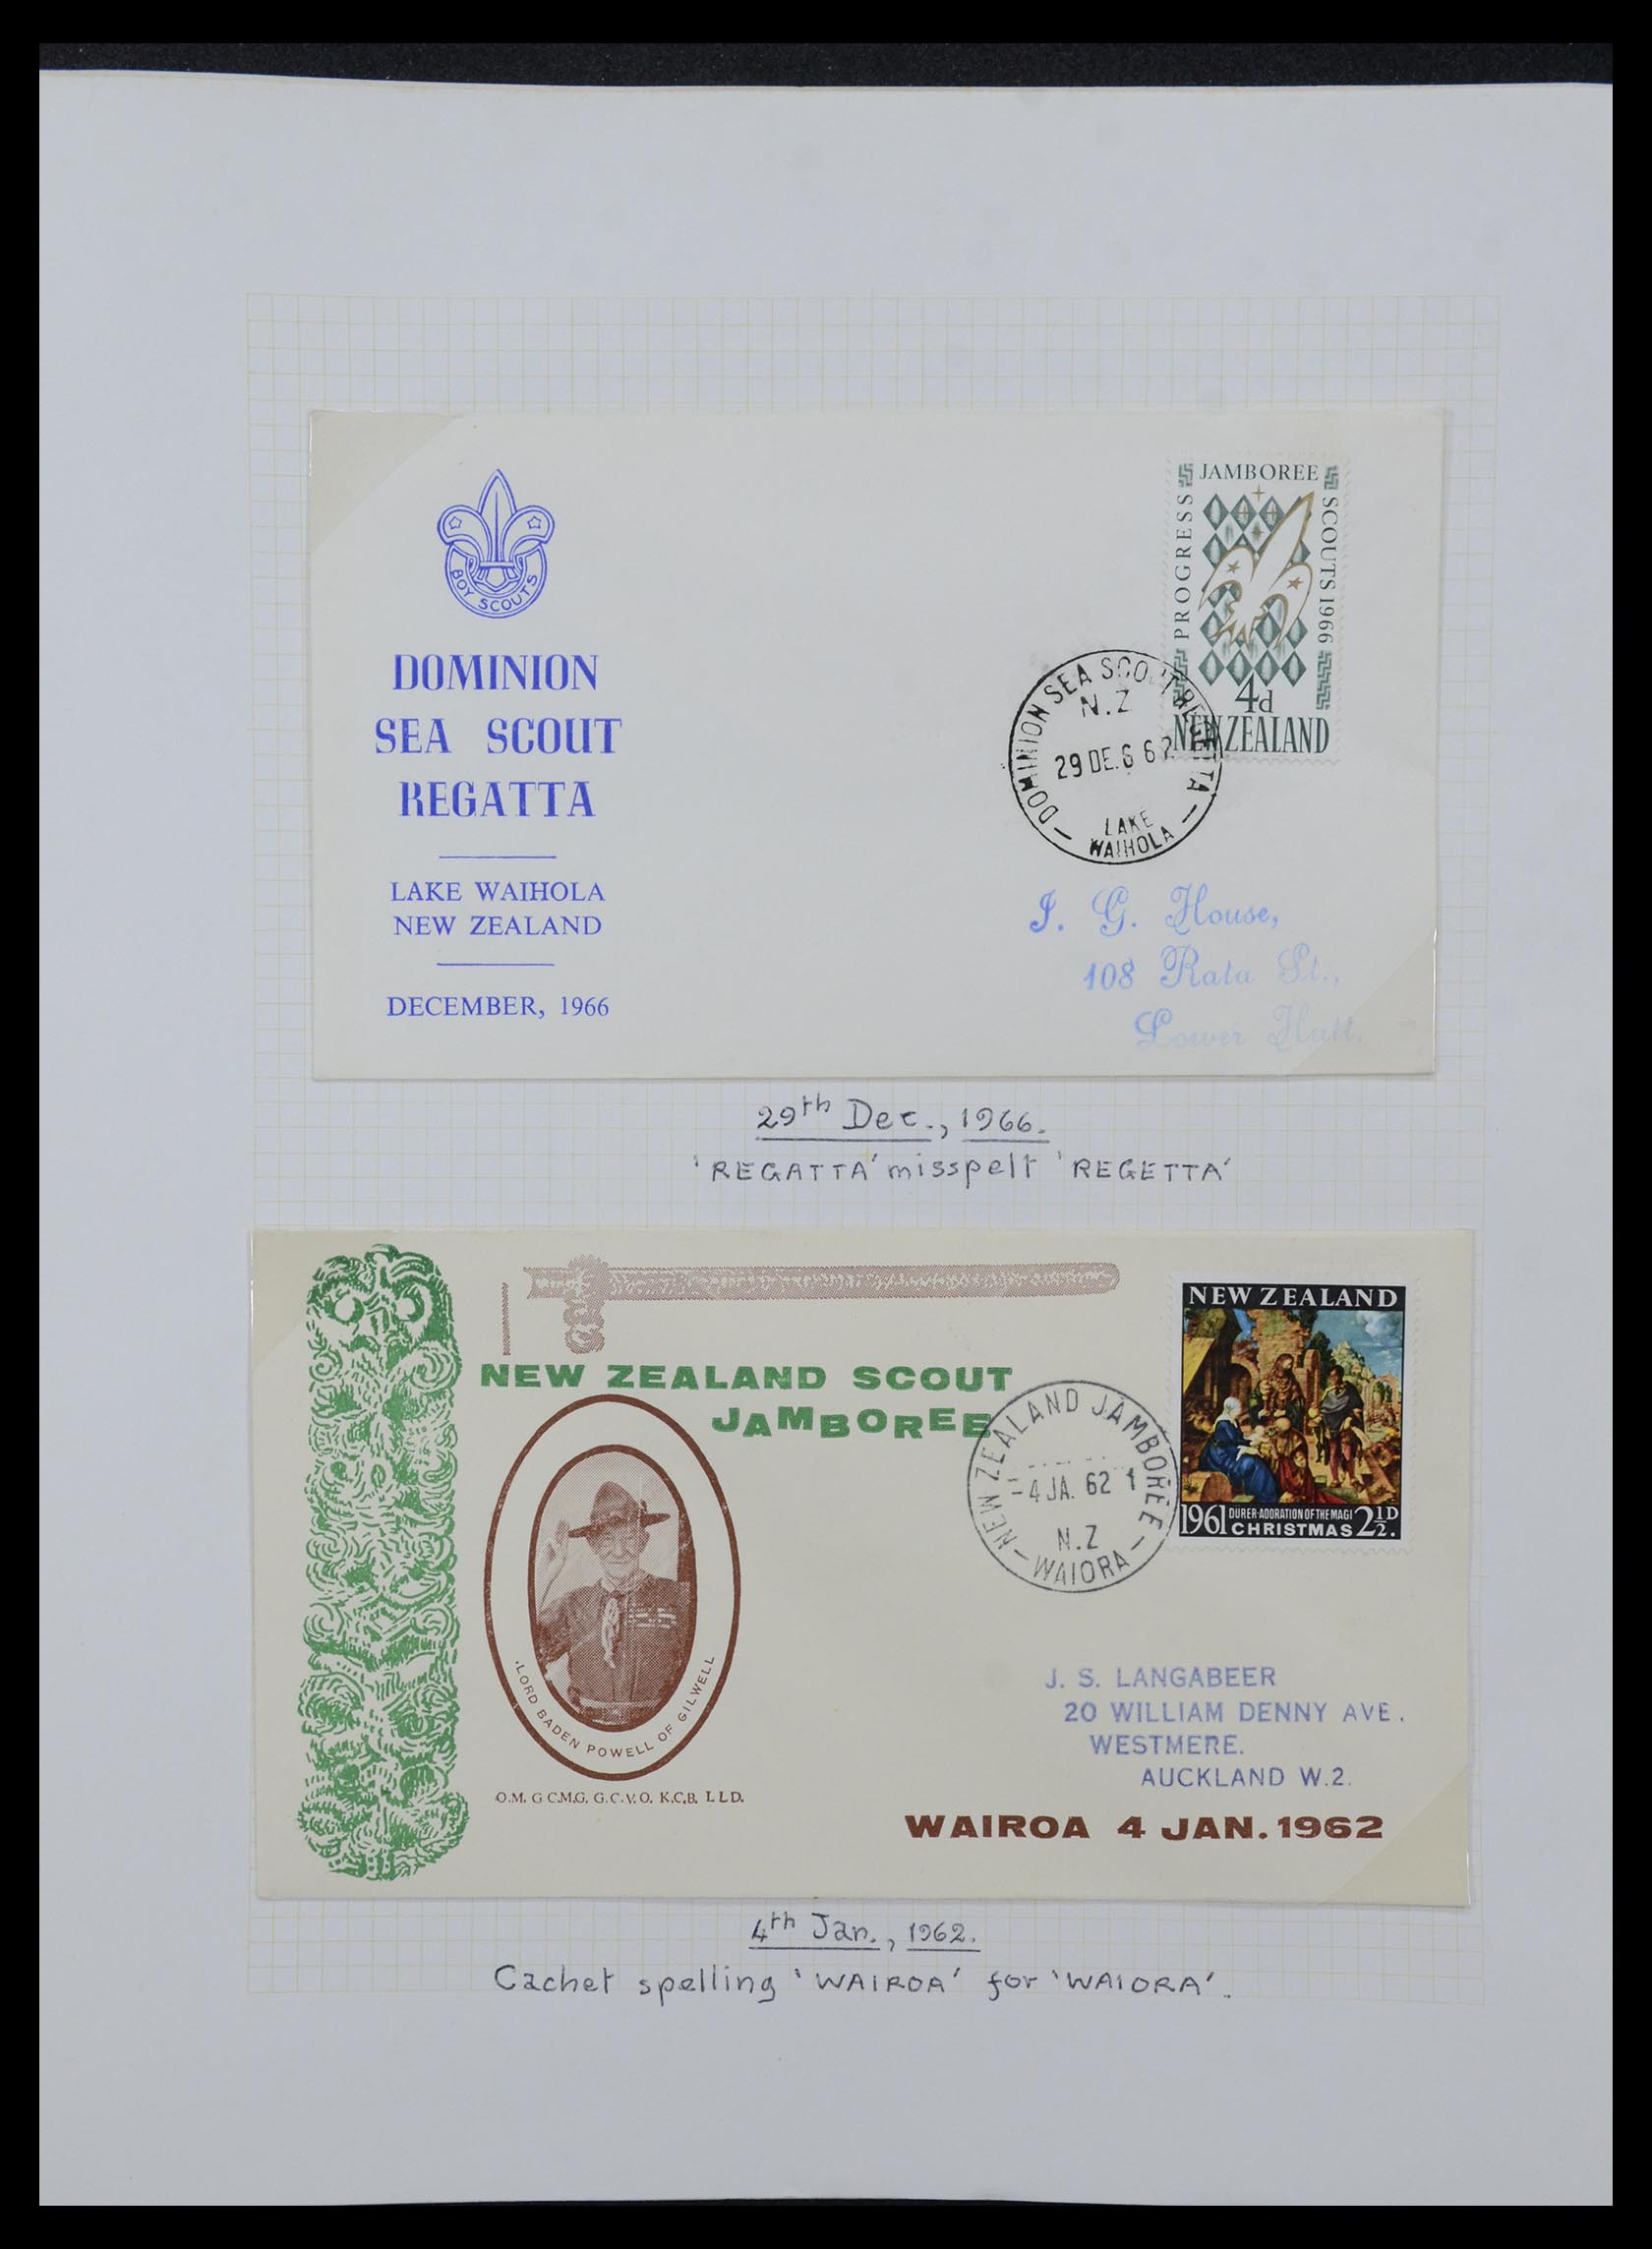 BOY SCOUTS
DOMINION
SEA SCOUT
REGATTA
LAKE WAIHOLA
NEW ZEALAND
DECEMBER, 1966
JAMBOREE
PROGRESS
SCOUTS 1966
4d
NEW ZEALAND
DOMINION SEA SCOUT
N.Z
29 DE.6 6
LAKE
WAIHOLA
J. G. House,
108 Rata St.,
Lower Hutt.
29th Dec., 1966.
'REGATTA' misspelt 'REGETTA'
NEW ZEALAND SCOUT
JAMBOREE
LORD BADEN POWELL OF GILWELL
O.M. G C.M.G. G.C.V.O. K.C.B. L L.D.
NEW ZEALAND JAMBOREE
-4 JA. 62 1
N.Z
WAIORA
NEW ZEALAND
1961 DURER-ADORATION OF THE MAGI
CHRISTMAS 2½D.
J. S. LANGABEER
20 WILLIAM DENNY AVE.
WESTMERE.
AUCKLAND W.2.
WAIROA 4 JAN. 1962
4th Jan., 1962.
Cachet spelling 'WAIROA' for 'WAIORA'.